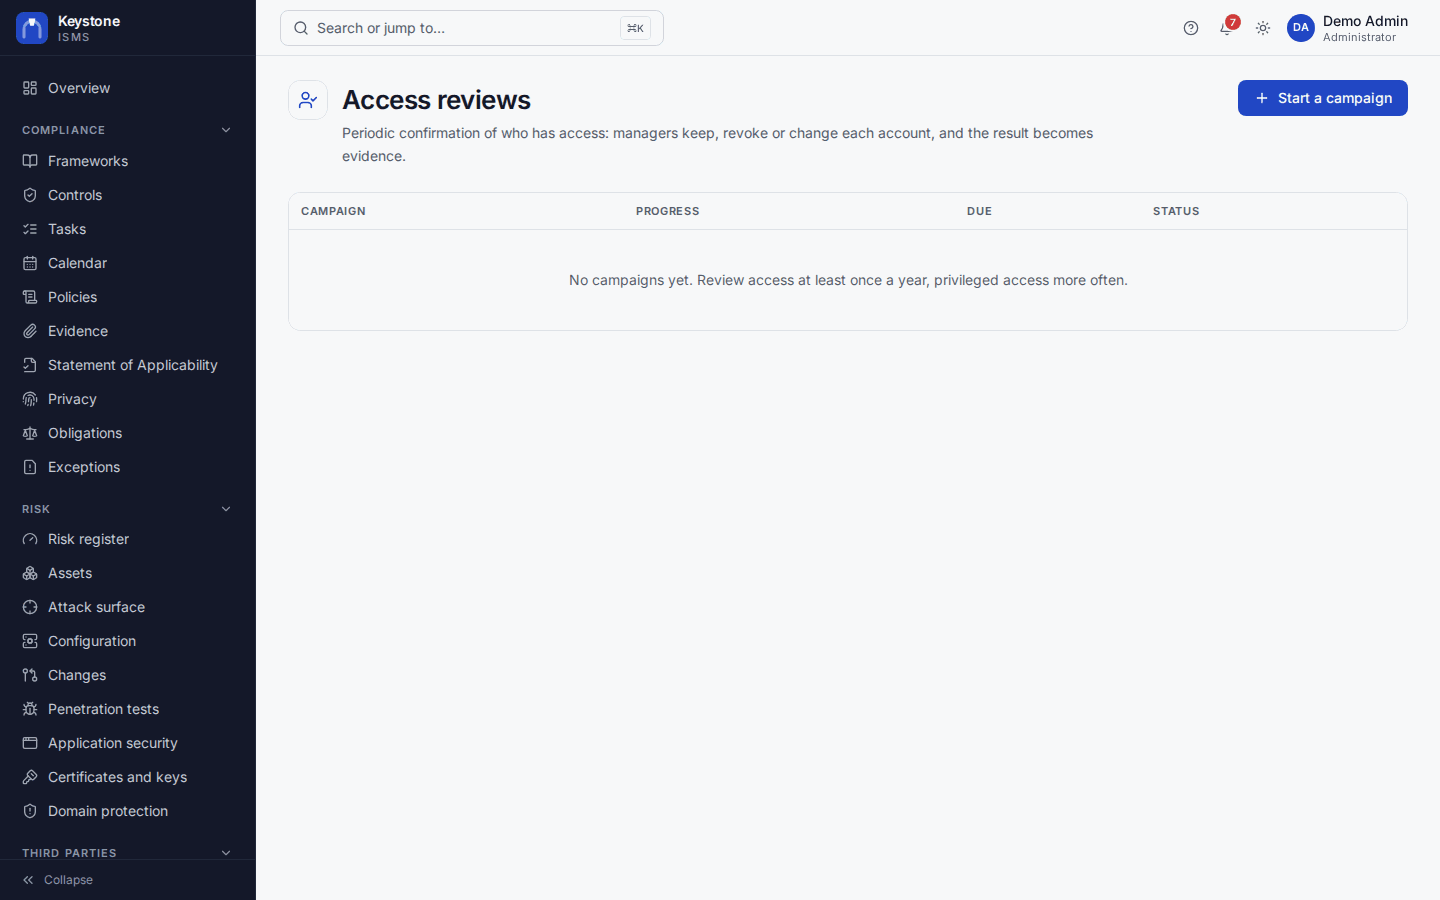 Keystone
ISMS
Search or jump to...
⌘K
7
DA
Demo Admin
Administrator
Overview
COMPLIANCE
Frameworks
Controls
Tasks
Calendar
Policies
Evidence
Statement of Applicability
Privacy
Obligations
Exceptions
RISK
Risk register
Assets
Attack surface
Configuration
Changes
Penetration tests
Application security
Certificates and keys
Domain protection
THIRD PARTIES
Collapse
Access reviews
Start a campaign
Periodic confirmation of who has access: managers keep, revoke or change each account, and the result becomes
evidence.
CAMPAIGN PROGRESS DUE STATUS
No campaigns yet. Review access at least once a year, privileged access more often.